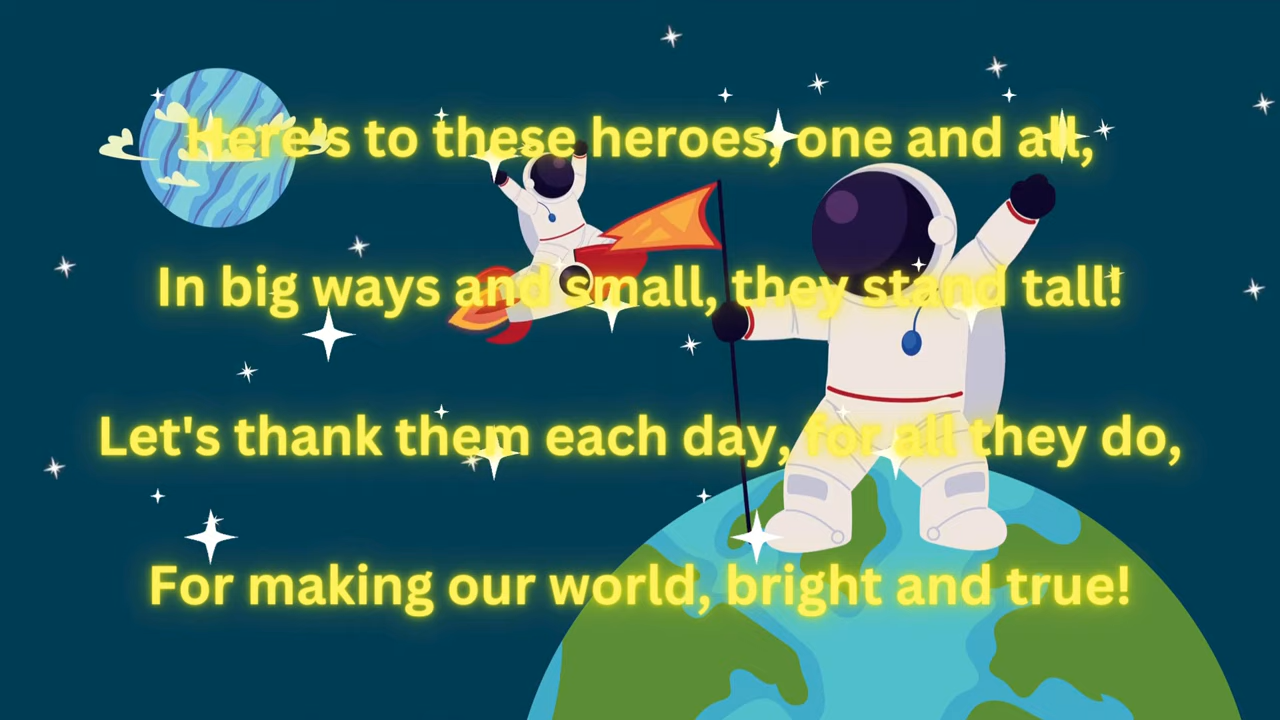 Here's to these heroes, one and all,
In big ways and small, they stand tall!
Let's thank them each day, for all they do,
For making our world, bright and true!